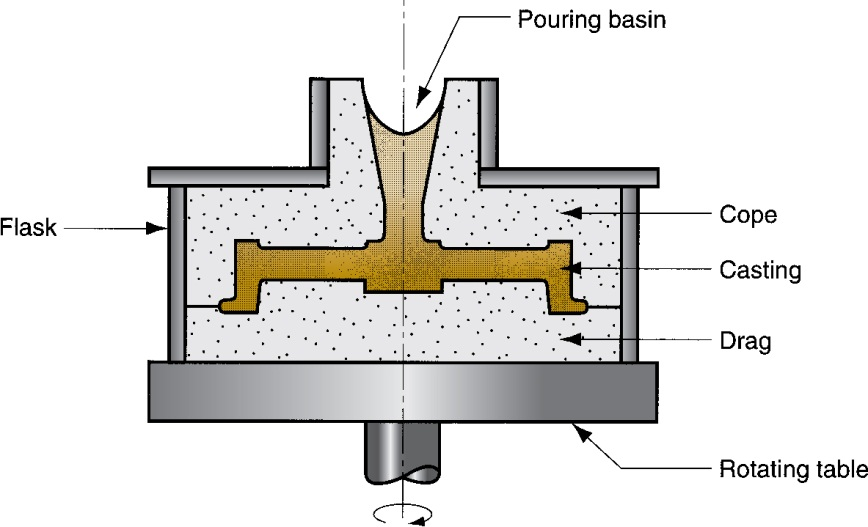 Pouring basin
Flask
Cope
Casting
Drag
Rotating table